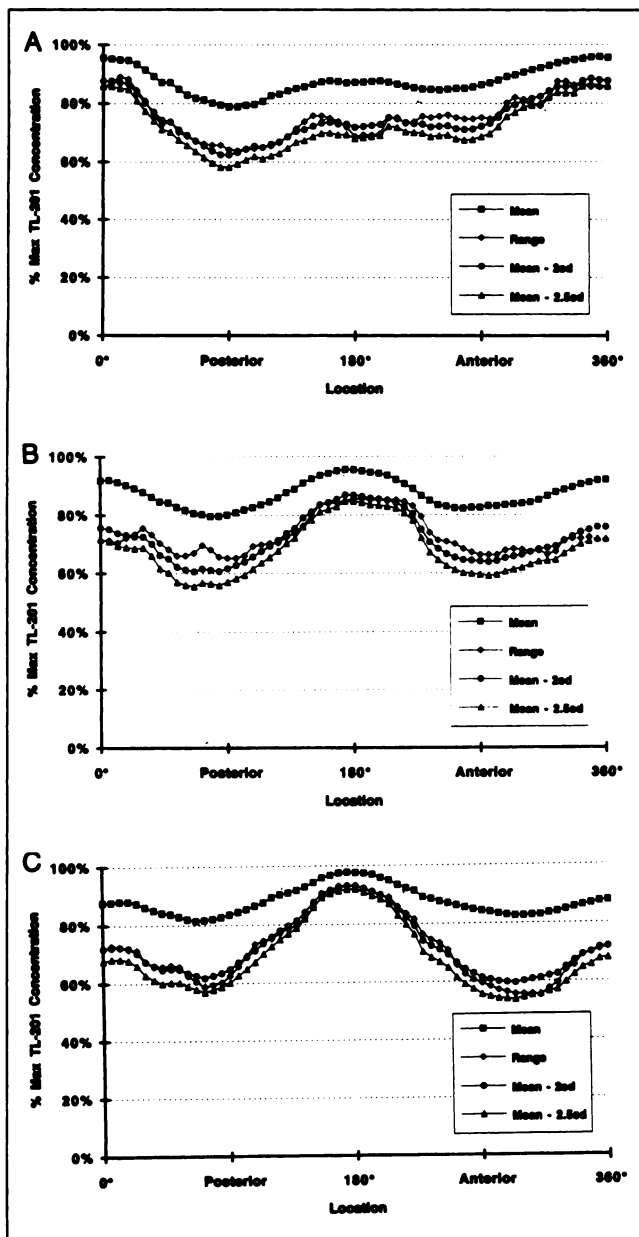 A
100%
80%
60%
40%
20%
0%
% Max TL-201 Concentration
Mean
Range
Mean - 2sd
Mean - 2.5sd
0° Posterior 180° Anterior 360°
Location
B
100%
80%
60%
40%
20%
0%
% Max TL-201 Concentration
Mean
Range
Mean - 2sd
Mean - 2.5sd
0° Posterior 180° Anterior 360°
Location
C
100%
80%
60%
40%
20%
0%
% Max TL-201 Concentration
Mean
Range
Mean - 2sd
Mean - 2.5sd
0° Posterior 180° Anterior 360°
Location